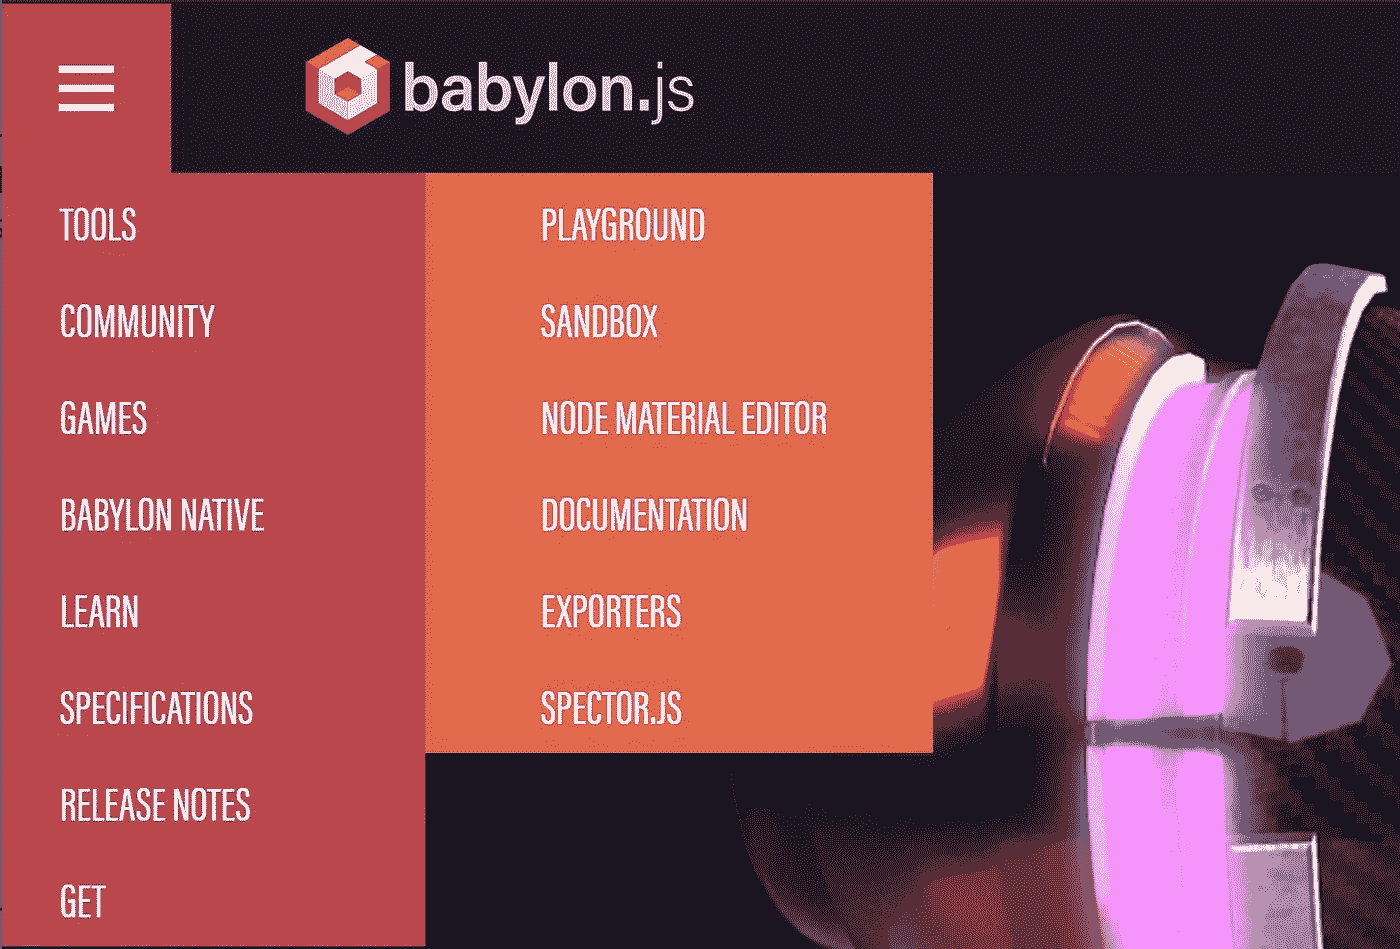 babylon.js
TOOLS
COMMUNITY
GAMES
BABYLON NATIVE
LEARN
SPECIFICATIONS
RELEASE NOTES
GET
PLAYGROUND
SANDBOX
NODE MATERIAL EDITOR
DOCUMENTATION
EXPORTERS
SPECTOR.JS